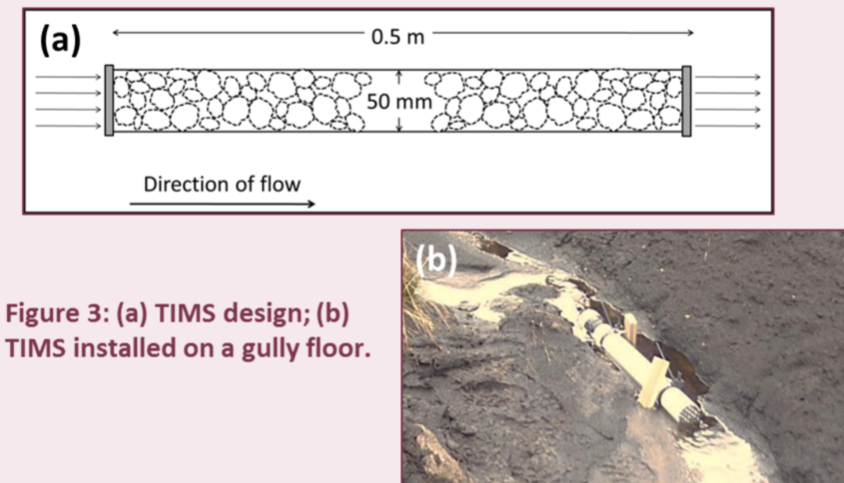 (a)
0.5 m
50 mm
Direction of flow
(b)
Figure 3: (a) TIMS design; (b)
TIMS installed on a gully floor.